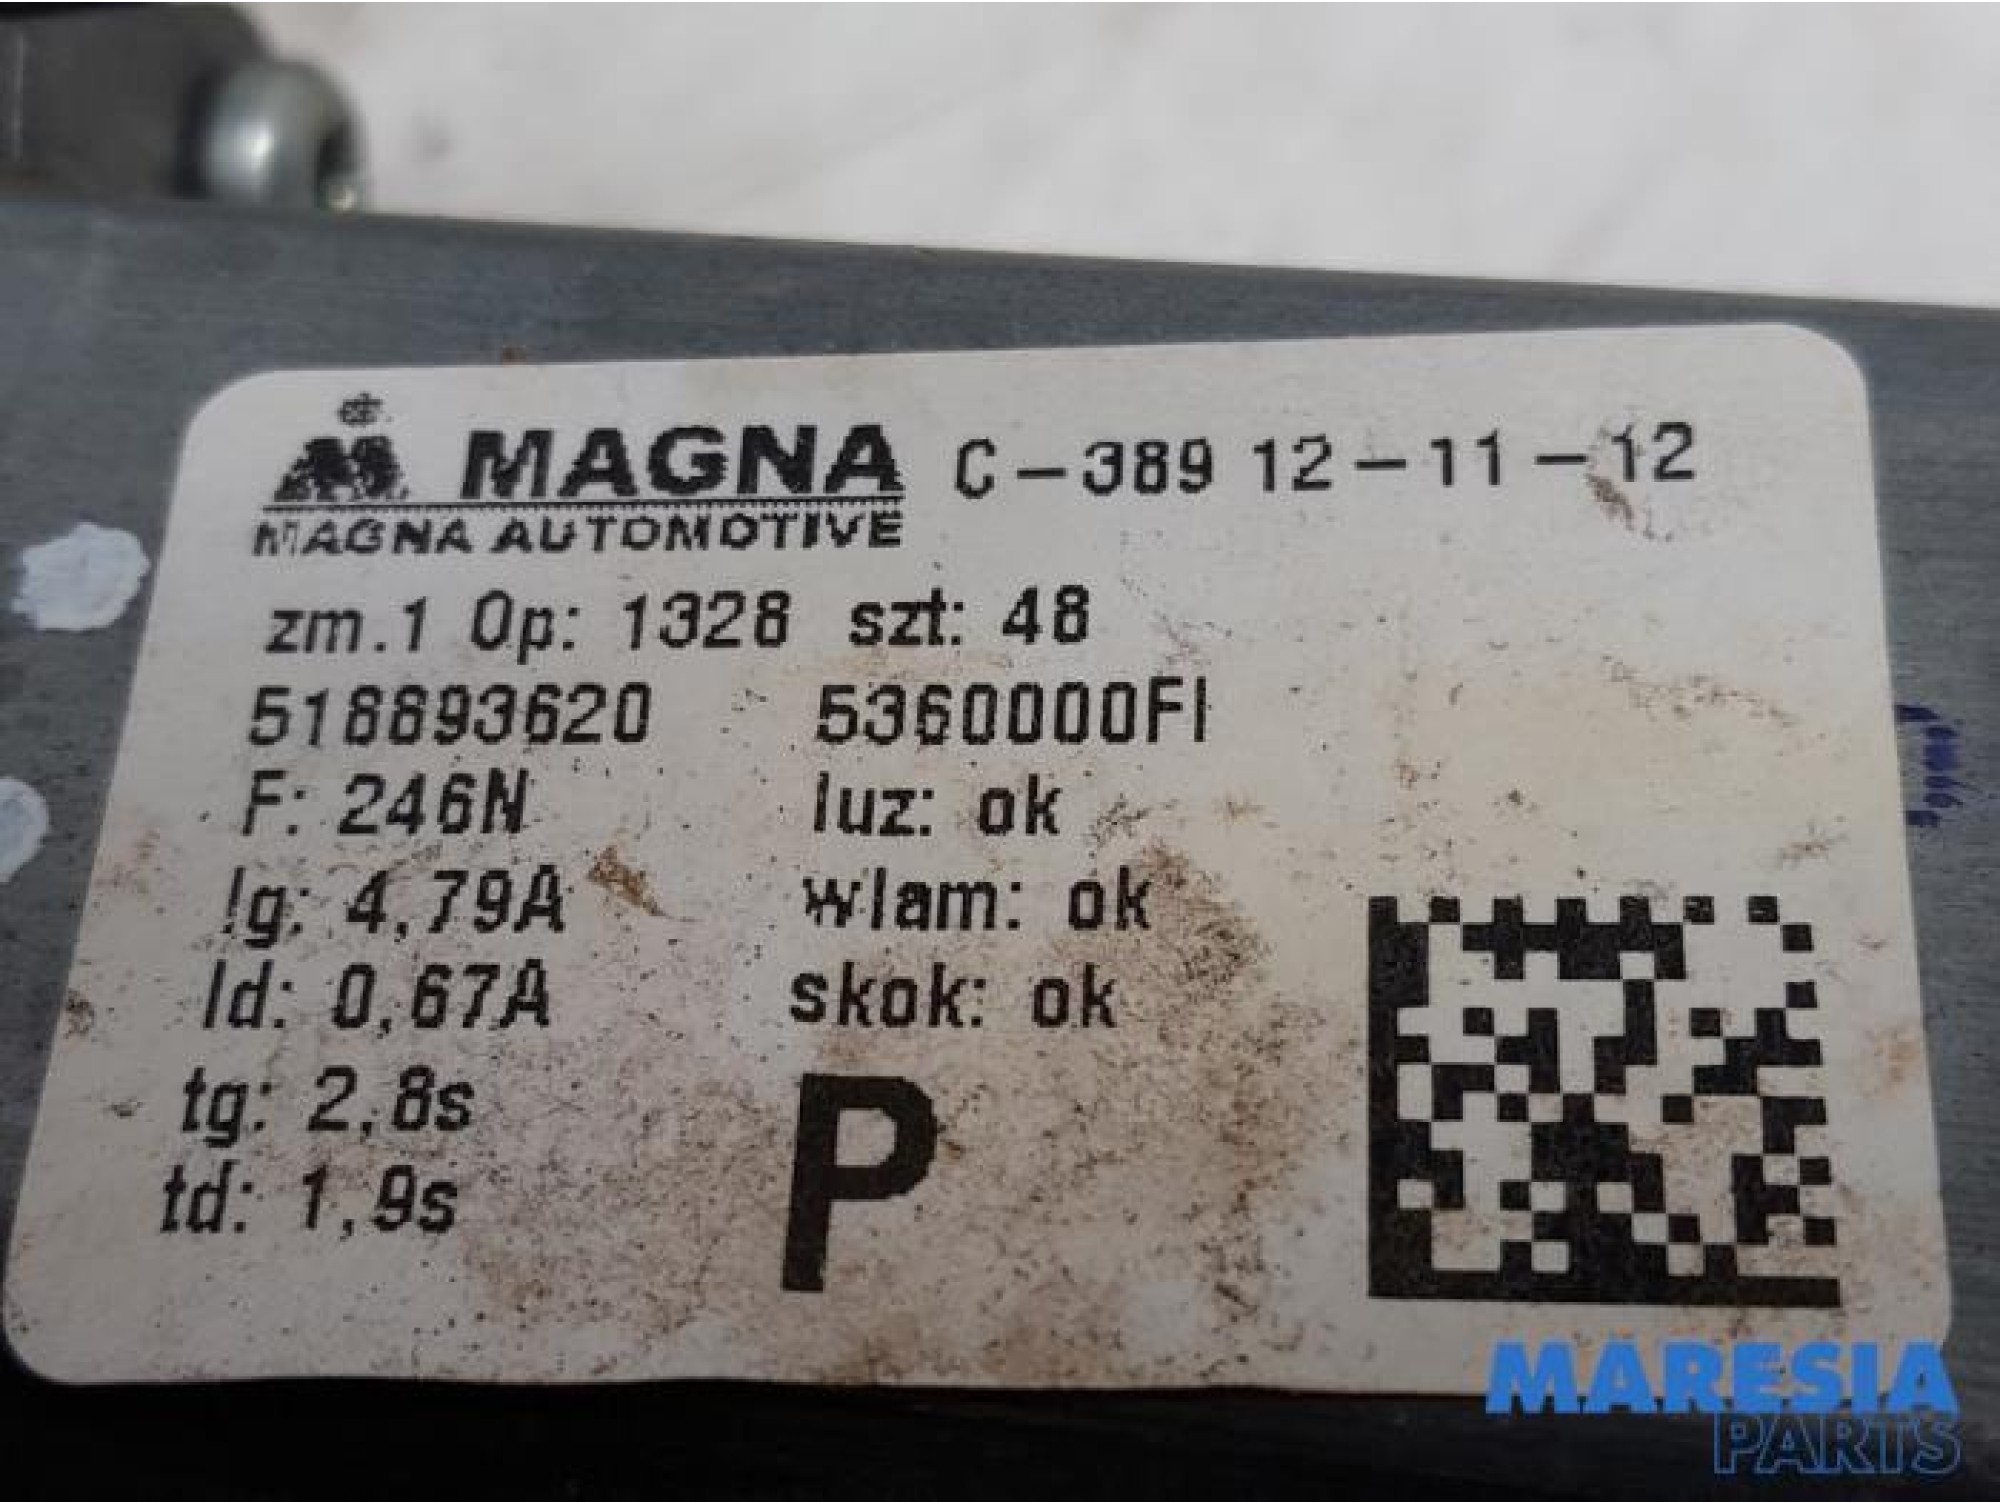 MAGNA C-389 12-11-12
MAGNA AUTOMOTIVE
zm.1 Op: 1328 szt: 48
518893620 5360000FI
F: 246N luz: ok
Ig: 4,79A wlam: ok
Id: 0,67A skok: ok
tg: 2,8s
td: 1,9s
P
MARESIA
PARTS